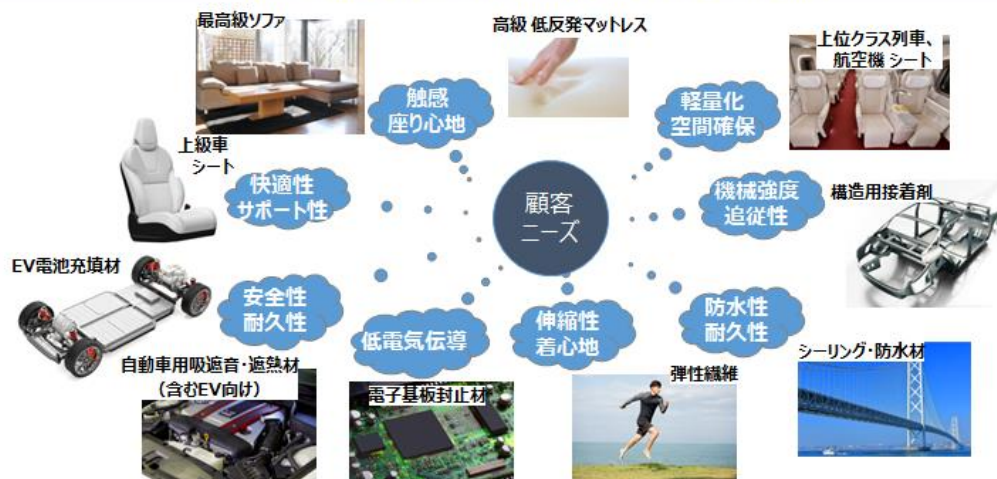 最高級ソファ
高級 低反発マットレス
上位クラス列車、
航空機 シート
触感
座り心地
軽量化
空間確保
上級車
シート
快適性
サポート性
顧客
ニーズ
機械強度
追従性
構造用接着剤
EV電池充填材
安全性
耐久性
低電気伝導
伸縮性
着心地
防水性
耐久性
自動車用吸遮音・遮熱材
(含むEV向け)
電子基板封止材
弾性繊維
シーリング・防水材